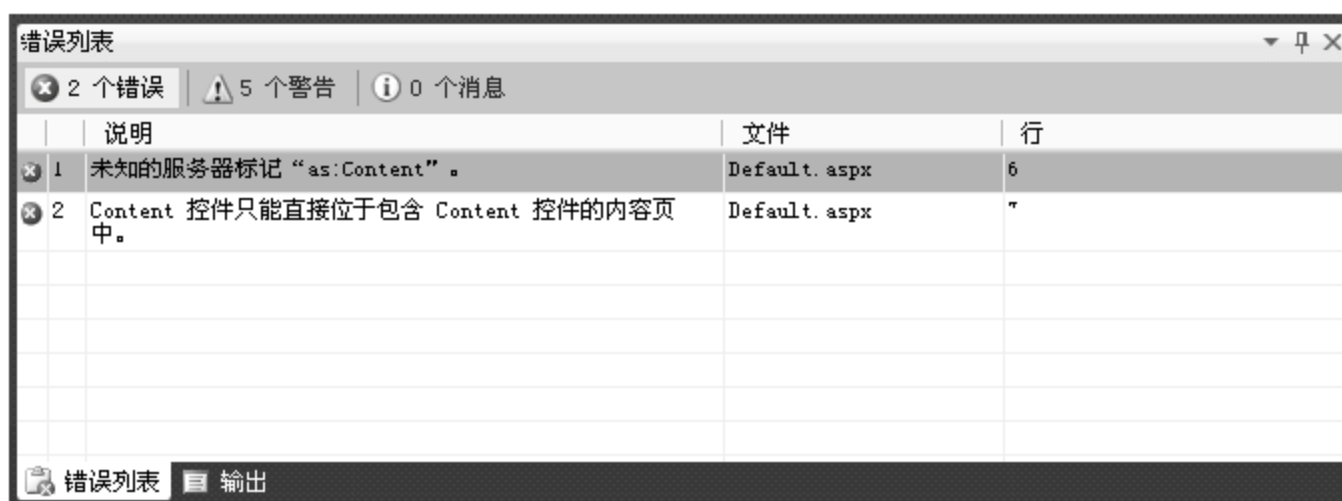 错误列表
2 个错误 5 个警告 0 个消息
说明 文件 行
1 未知的服务器标记“as:Content”。 Default.aspx 6
2 Content 控件只能直接位于包含 Content 控件的内容页 Default.aspx
中。
错误列表 输出